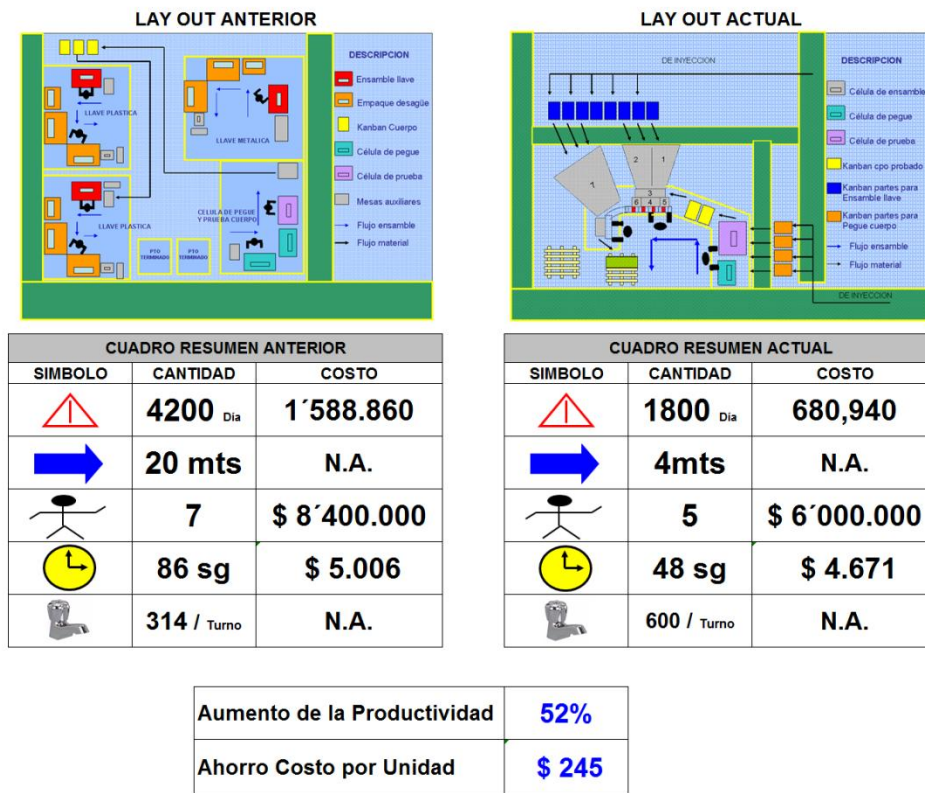 LAY OUT ANTERIOR
DESCRIPCION
Ensamble llave
Empaque desagüe
Kanban Cuerpo
Célula de pegue
Célula de prueba
Mesas auxiliares
Flujo ensamble
Flujo material
LLAVE PLASTICA
LLAVE METALICA
LLAVE PLASTICA
CELULA DE PEGUE
Y PRUEBA CUERPO
PTO
TERMINADO
PTO
TERMINADO
LAY OUT ACTUAL
DE INYECCION
DESCRIPCION
Célula de ensamble
Célula de pegue
Célula de prueba
Kanban cpo probado
Kanban partes para
Ensamble llave
Kanban partes para
Pegue cuerpo
Flujo ensamble
Flujo material
2 1
3
6 4 5
DE INYECCION
CUADRO RESUMEN ANTERIOR
SIMBOLO CANTIDAD COSTO
4200 Dia 1´588.860
20 mts N.A.
7 $ 8´400.000
86 sg $ 5.006
314 / Turno N.A.
CUADRO RESUMEN ACTUAL
SIMBOLO CANTIDAD COSTO
1800 Dia 680,940
4mts N.A.
5 $ 6´000.000
48 sg $ 4.671
600 / Turno N.A.
Aumento de la Productividad 52%
Ahorro Costo por Unidad $ 245